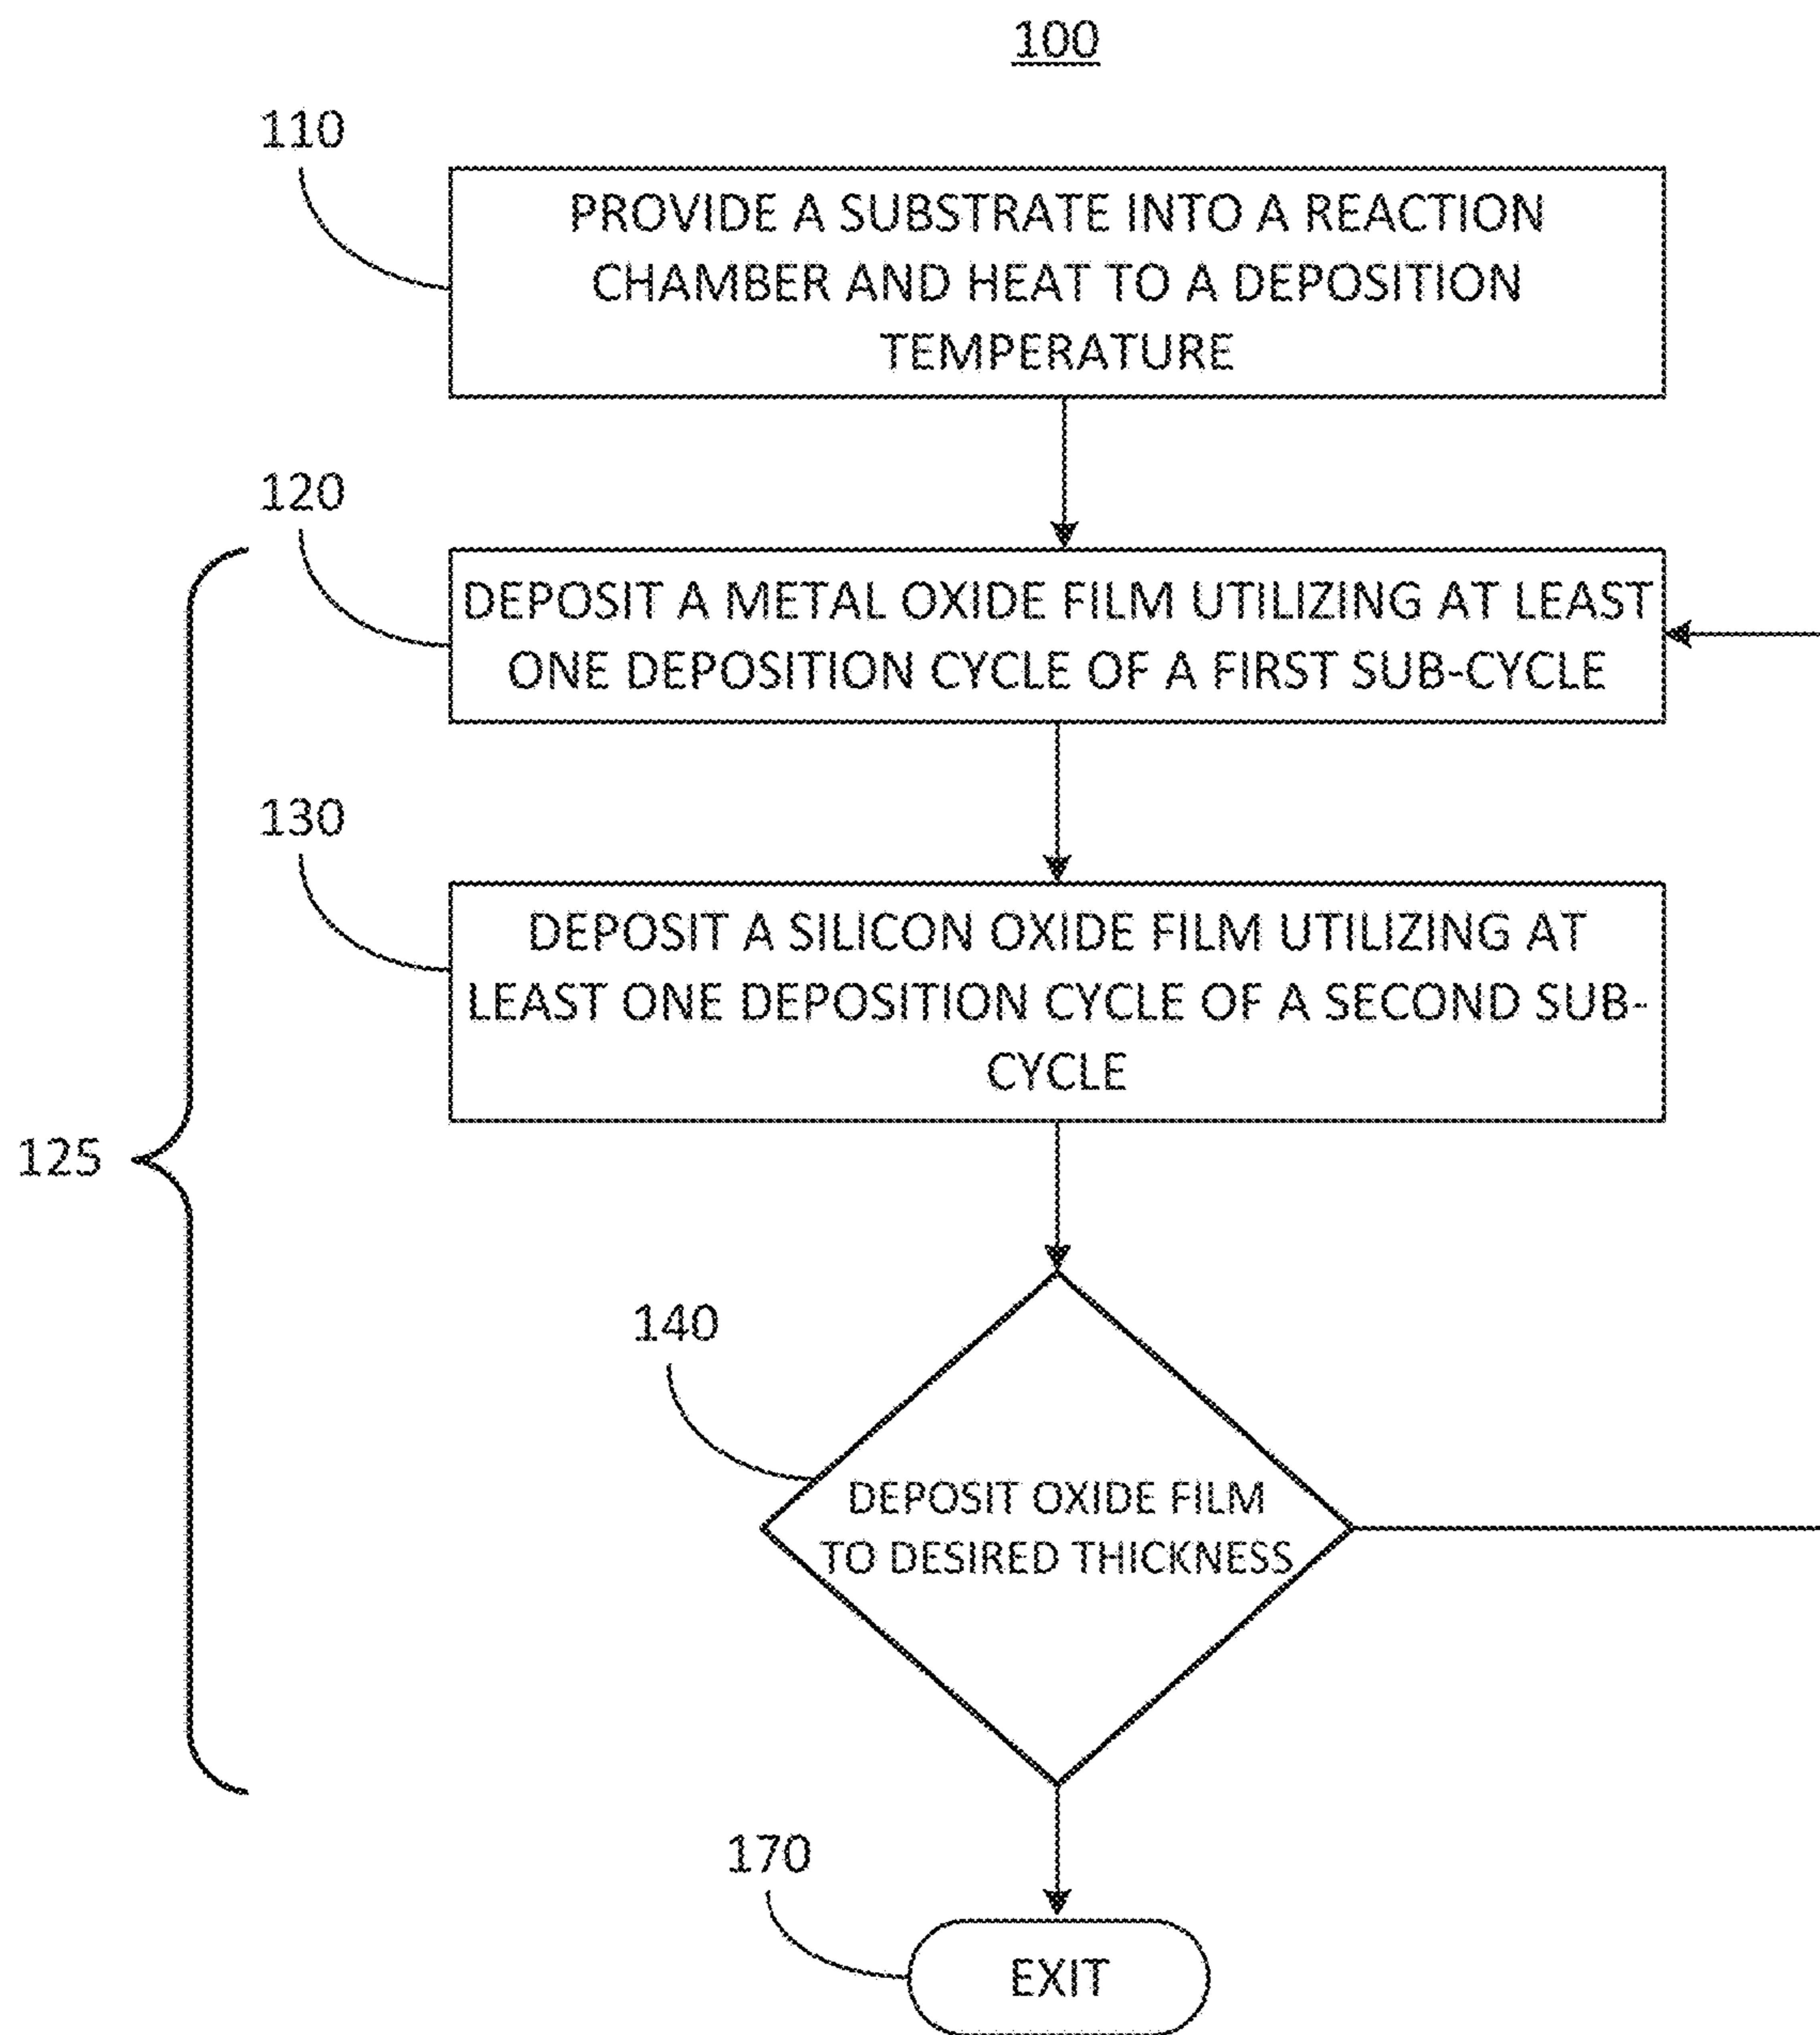 100
110
PROVIDE A SUBSTRATE INTO A REACTION
CHAMBER AND HEAT TO A DEPOSITION
TEMPERATURE
120
DEPOSIT A METAL OXIDE FILM UTILIZING AT LEAST
ONE DEPOSITION CYCLE OF A FIRST SUB-CYCLE
130
DEPOSIT A SILICON OXIDE FILM UTILIZING AT
LEAST ONE DEPOSITION CYCLE OF A SECOND SUB-
CYCLE
125
140
DEPOSIT OXIDE FILM
TO DESIRED THICKNESS
170
EXIT